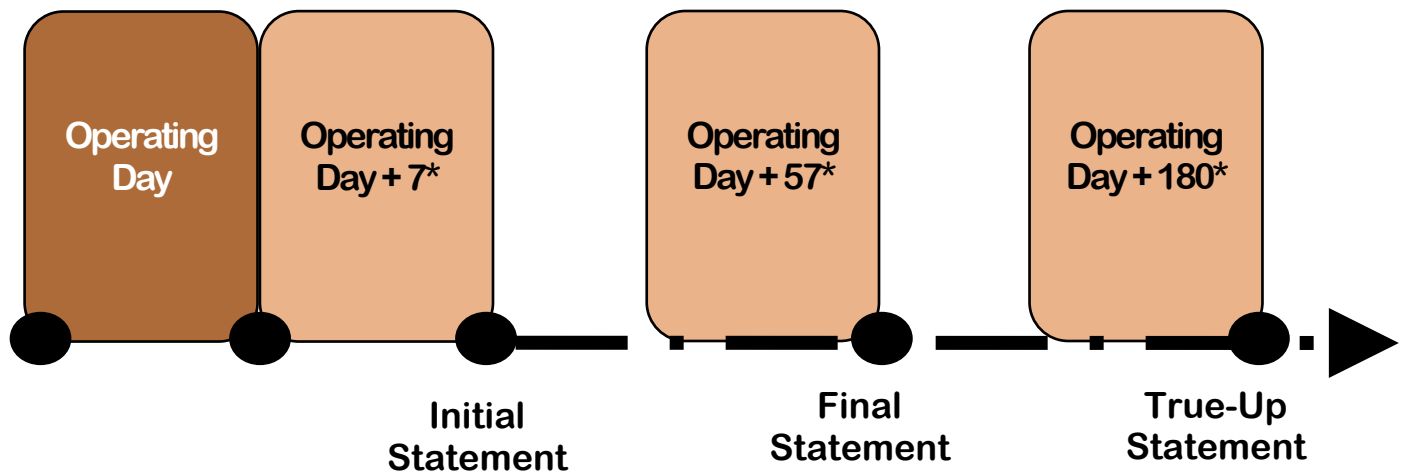 Operating
Day
Operating
Day + 7*
Operating
Day + 57*
Operating
Day + 180*
Initial
Statement
Final
Statement
True-Up
Statement